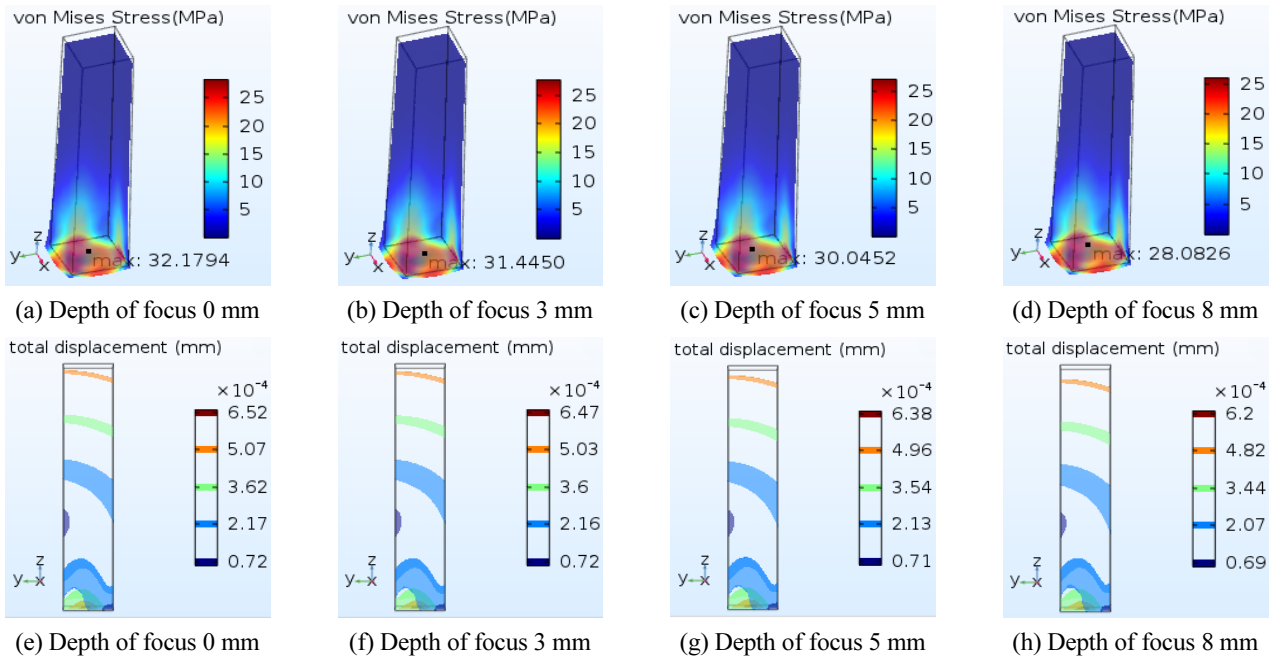 von Mises Stress(MPa)
25
20
15
10
5
y z x
max: 32.1794
(a) Depth of focus 0 mm
von Mises Stress(MPa)
25
20
15
10
5
y z x
max: 31.4450
(b) Depth of focus 3 mm
von Mises Stress(MPa)
25
20
15
10
5
y z x
max: 30.0452
(c) Depth of focus 5 mm
von Mises Stress(MPa)
25
20
15
10
5
y z x
max: 28.0826
(d) Depth of focus 8 mm
total displacement (mm)
×10⁻⁴
6.52
5.07
3.62
2.17
0.72
z
y x
(e) Depth of focus 0 mm
total displacement (mm)
×10⁻⁴
6.47
5.03
3.6
2.16
0.72
z
y x
(f) Depth of focus 3 mm
total displacement (mm)
×10⁻⁴
6.38
4.96
3.54
2.13
0.71
z
y x
(g) Depth of focus 5 mm
total displacement (mm)
×10⁻⁴
6.2
4.82
3.44
2.07
0.69
z
y x
(h) Depth of focus 8 mm